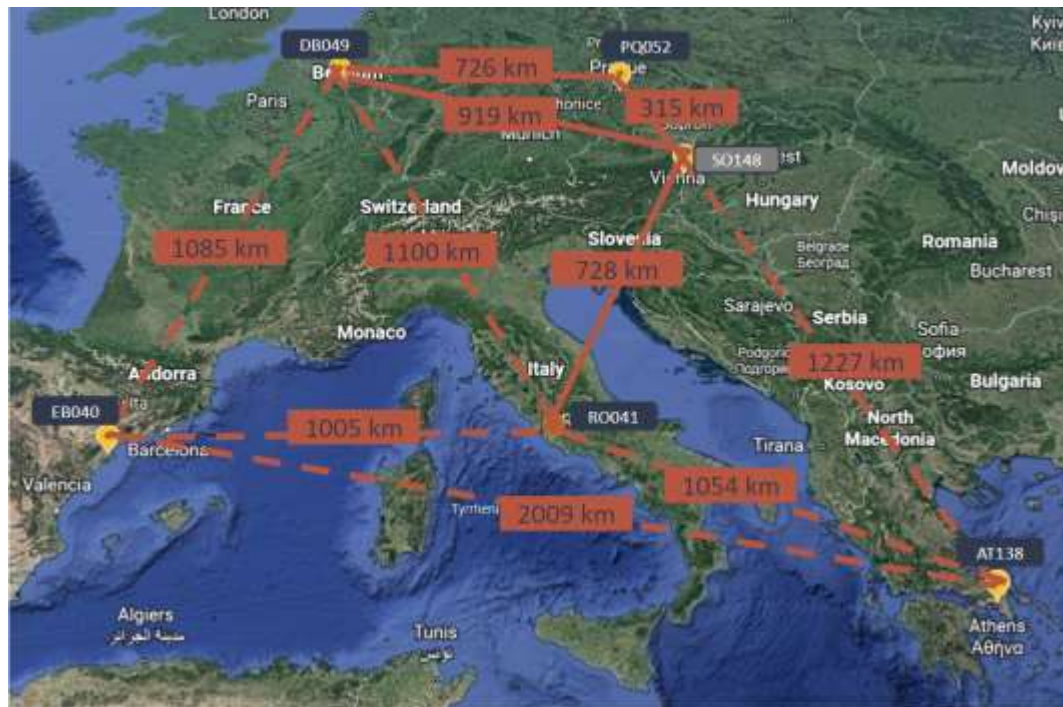 London
Kyiv
DB049
PQ052
Prague
726 km
Paris
919 km
315 km
Munich
SO148
Vienna
Moldov
Hungary
France
Switzerland
1085 km
1100 km
Slovenia
728 km
Belgrade
Београд
Romania
Bucharest
Sarajevo
Serbia
Monaco
Sofia
София
Andorra
Italy
1227 km
Kosovo
Bulgaria
EB040
RO041
North
Macedonia
1005 km
Barcelona
Tirana
Valencia
1054 km
2009 km
AT138
Algiers
Tunis
تونس
Athens
Αθήνα